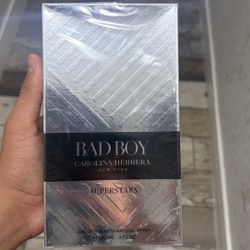 BAD BOY
CAROLINA HERRERA
NEW YORK
SUPERSTARS